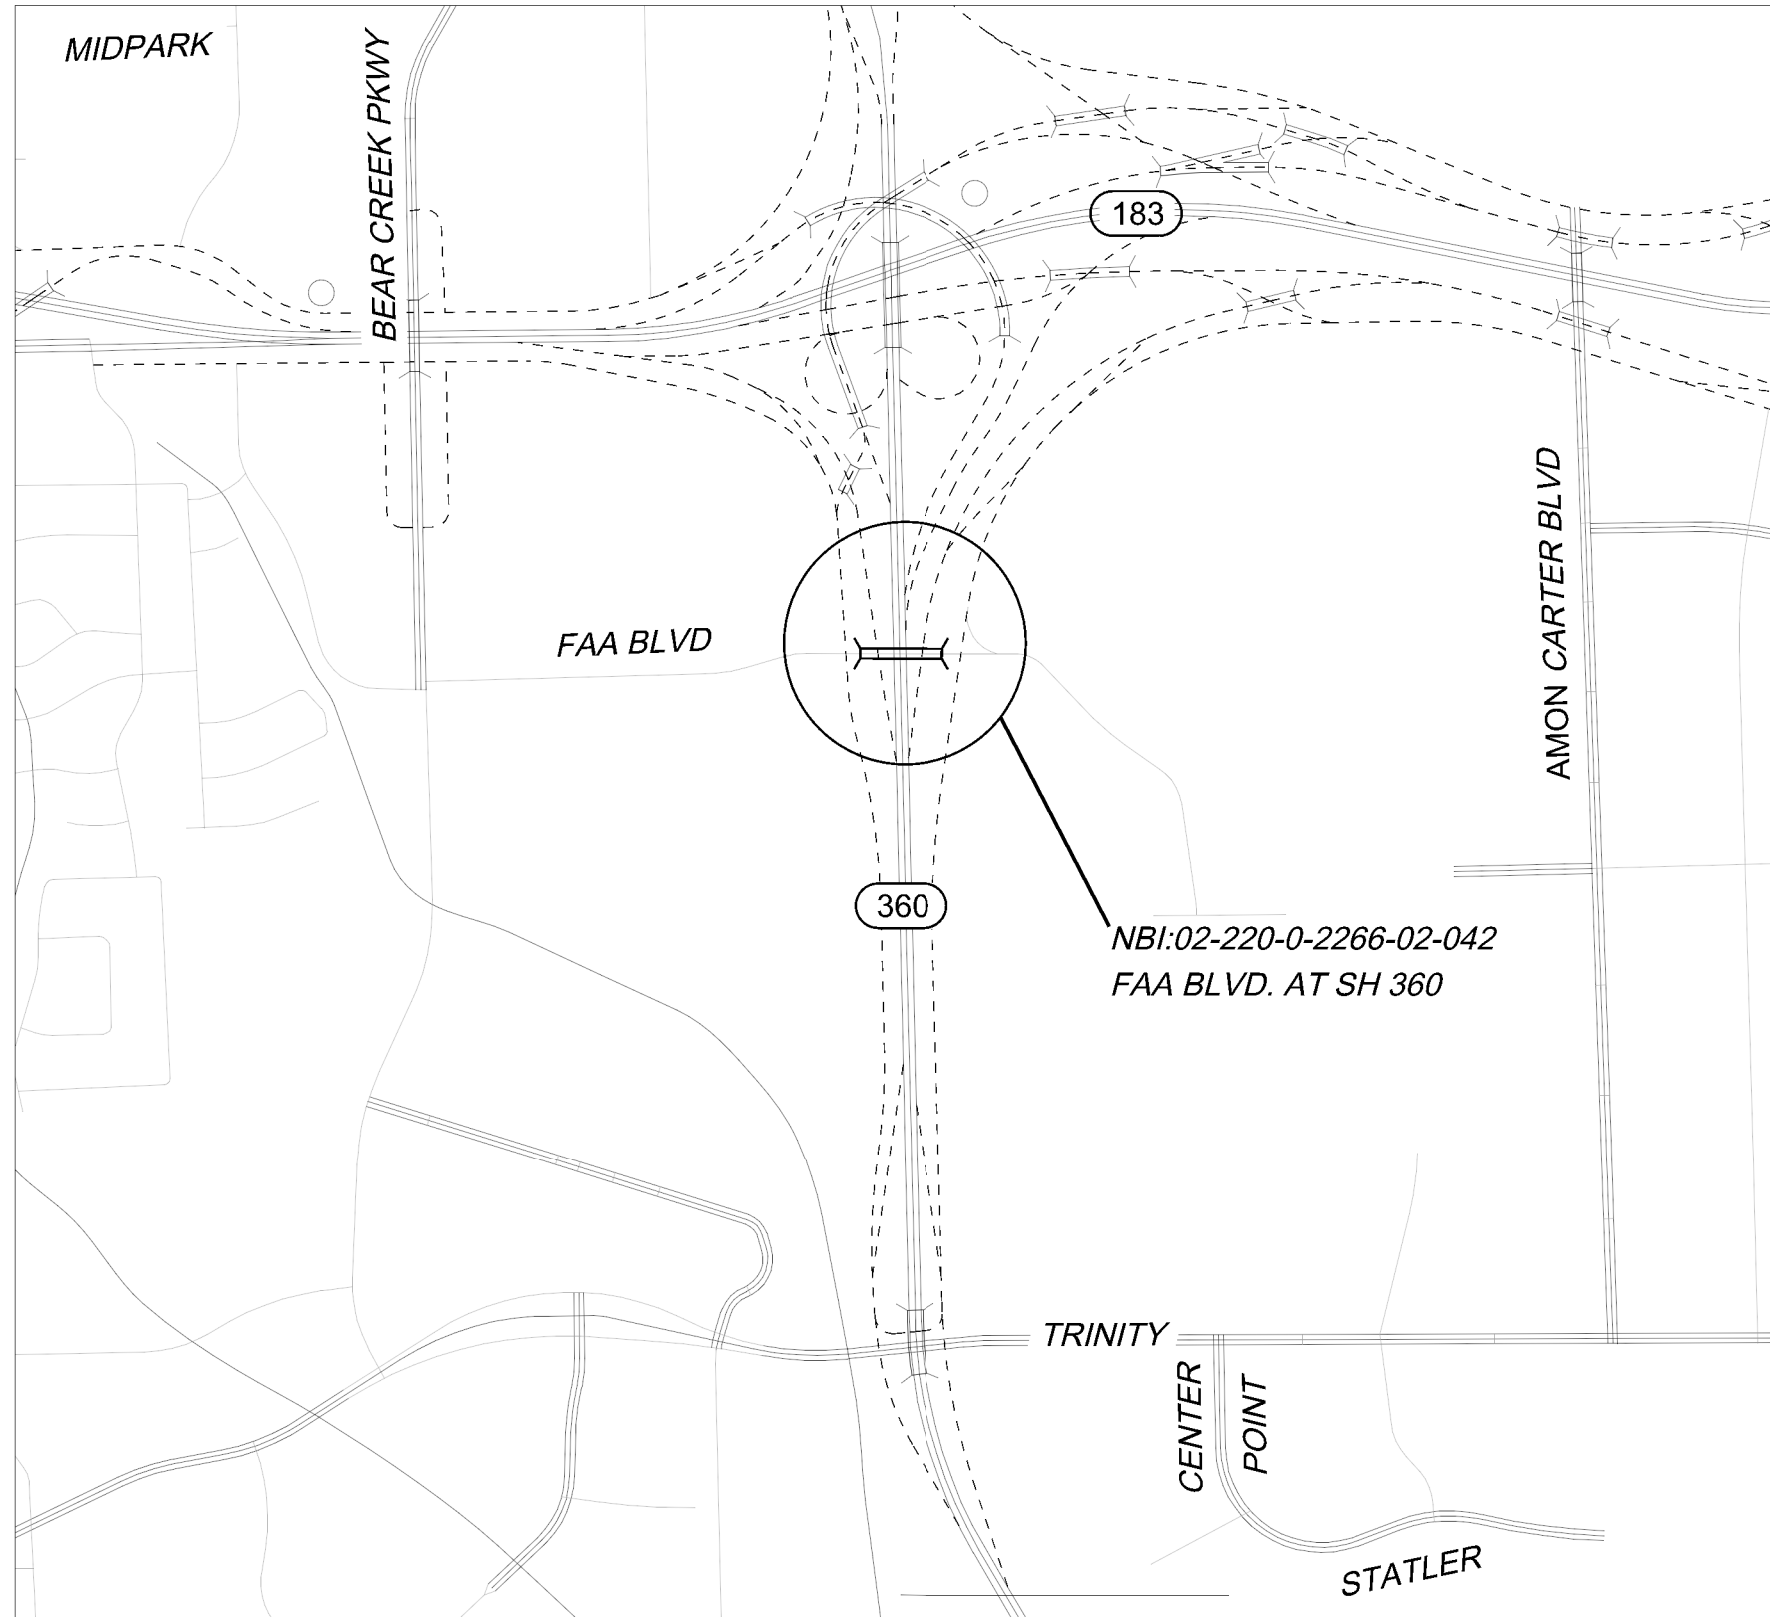 MIDPARK
BEAR CREEK PKWY
183
FAA BLVD
AMON CARTER BLVD
360
NBI:02-220-0-2266-02-042
FAA BLVD. AT SH 360
TRINITY
CENTER
POINT
STATLER